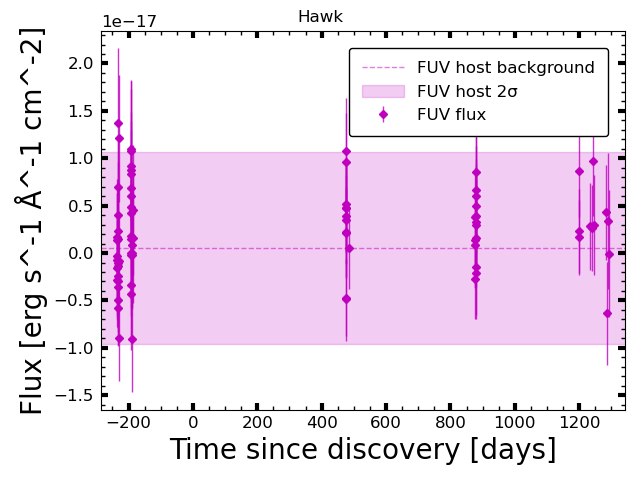 Hawk
1e−17
FUV host background
FUV host 2σ
FUV flux
Flux [erg s^-1 Å^-1 cm^-2]
2.0
1.5
1.0
0.5
0.0
−0.5
−1.0
−1.5
−200 0 200 400 600 800 1000 1200
Time since discovery [days]